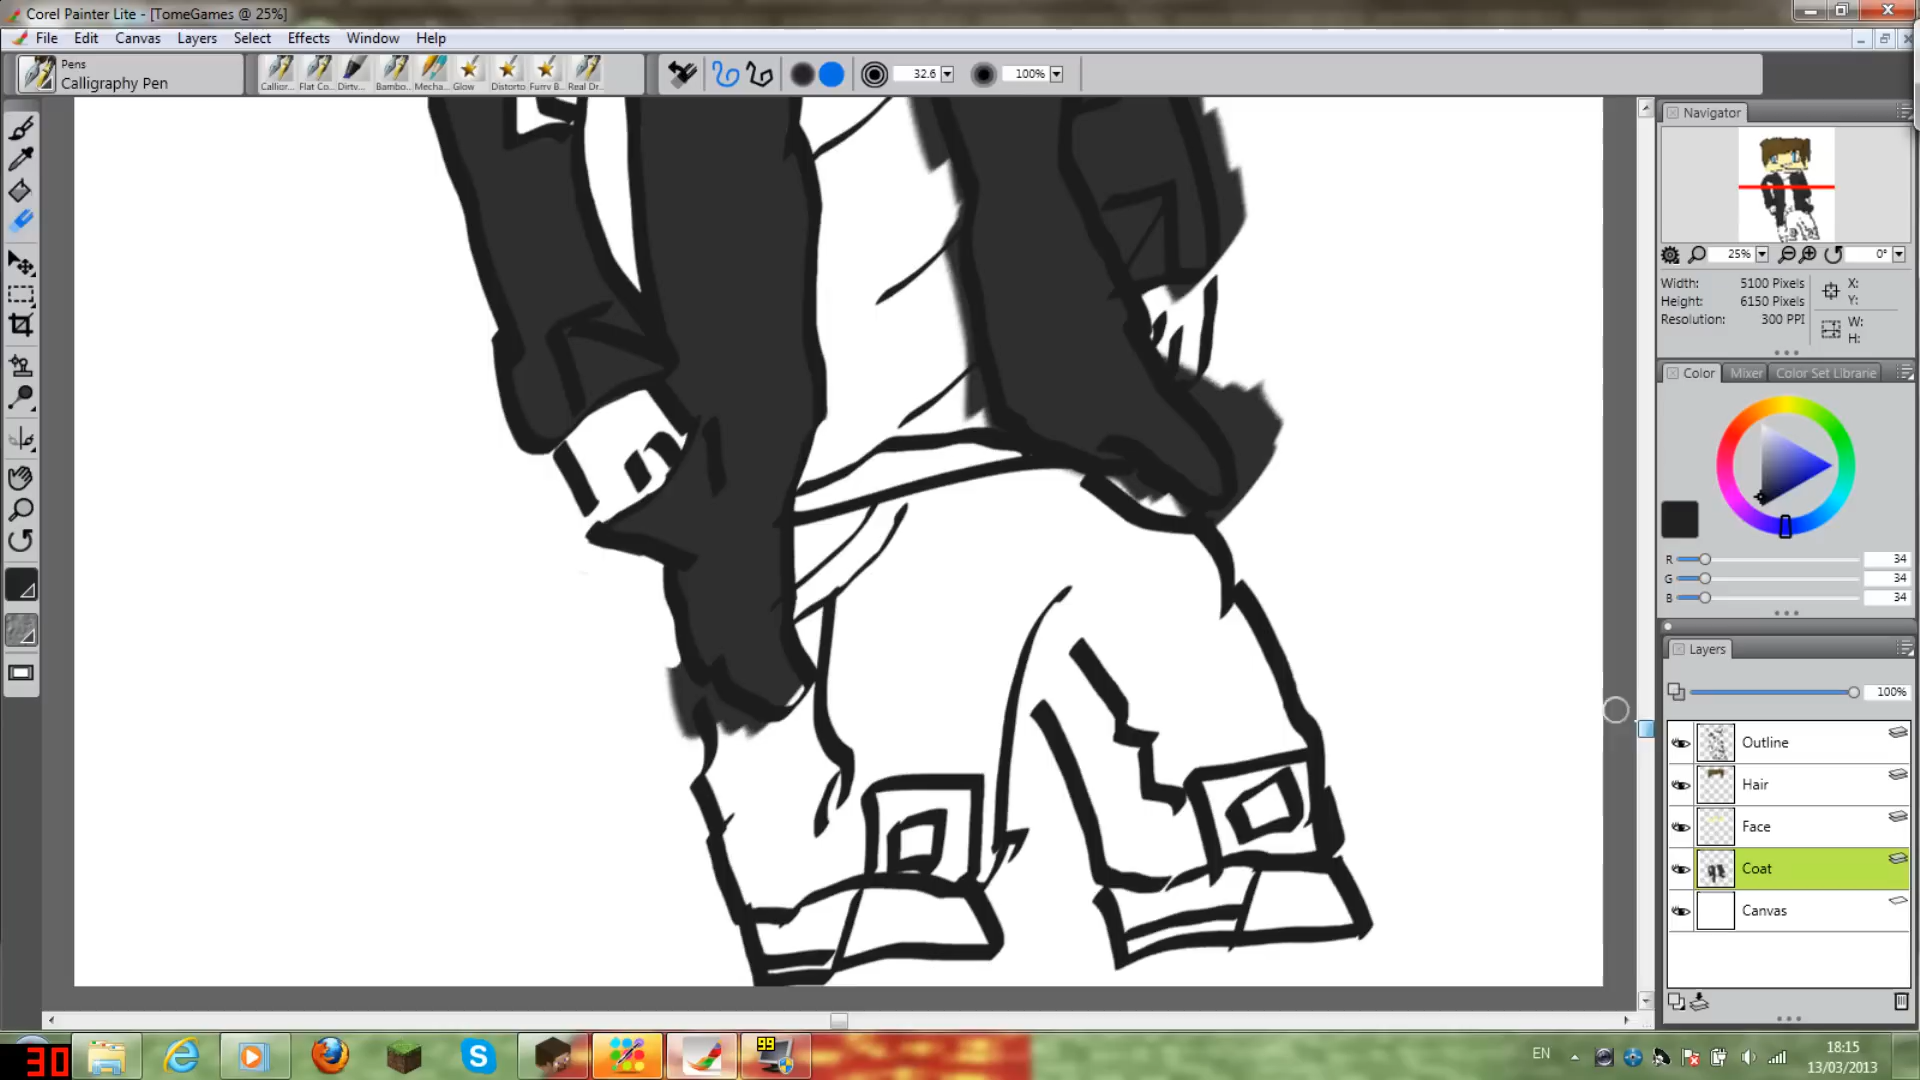 Corel Painter Lite - [TomeGames @ 25%]
File Edit Canvas Layers Select Effects Window Help
Pens
Calligraphy Pen
Calligr... Flat Co... Dirty... Bambo... Mecha... Glow Distorto Furry B... Real Dr...
32.6
100%
Navigator
25% 0°
Width: 5100 Pixels X:
Height: 6150 Pixels Y:
Resolution: 300 PPI W:
H:
Color Mixer Color Set Librarie
R 34
G 34
B 34
Layers
100%
Outline
Hair
Face
Coat
Canvas
30
99
EN
18:15
13/03/2013